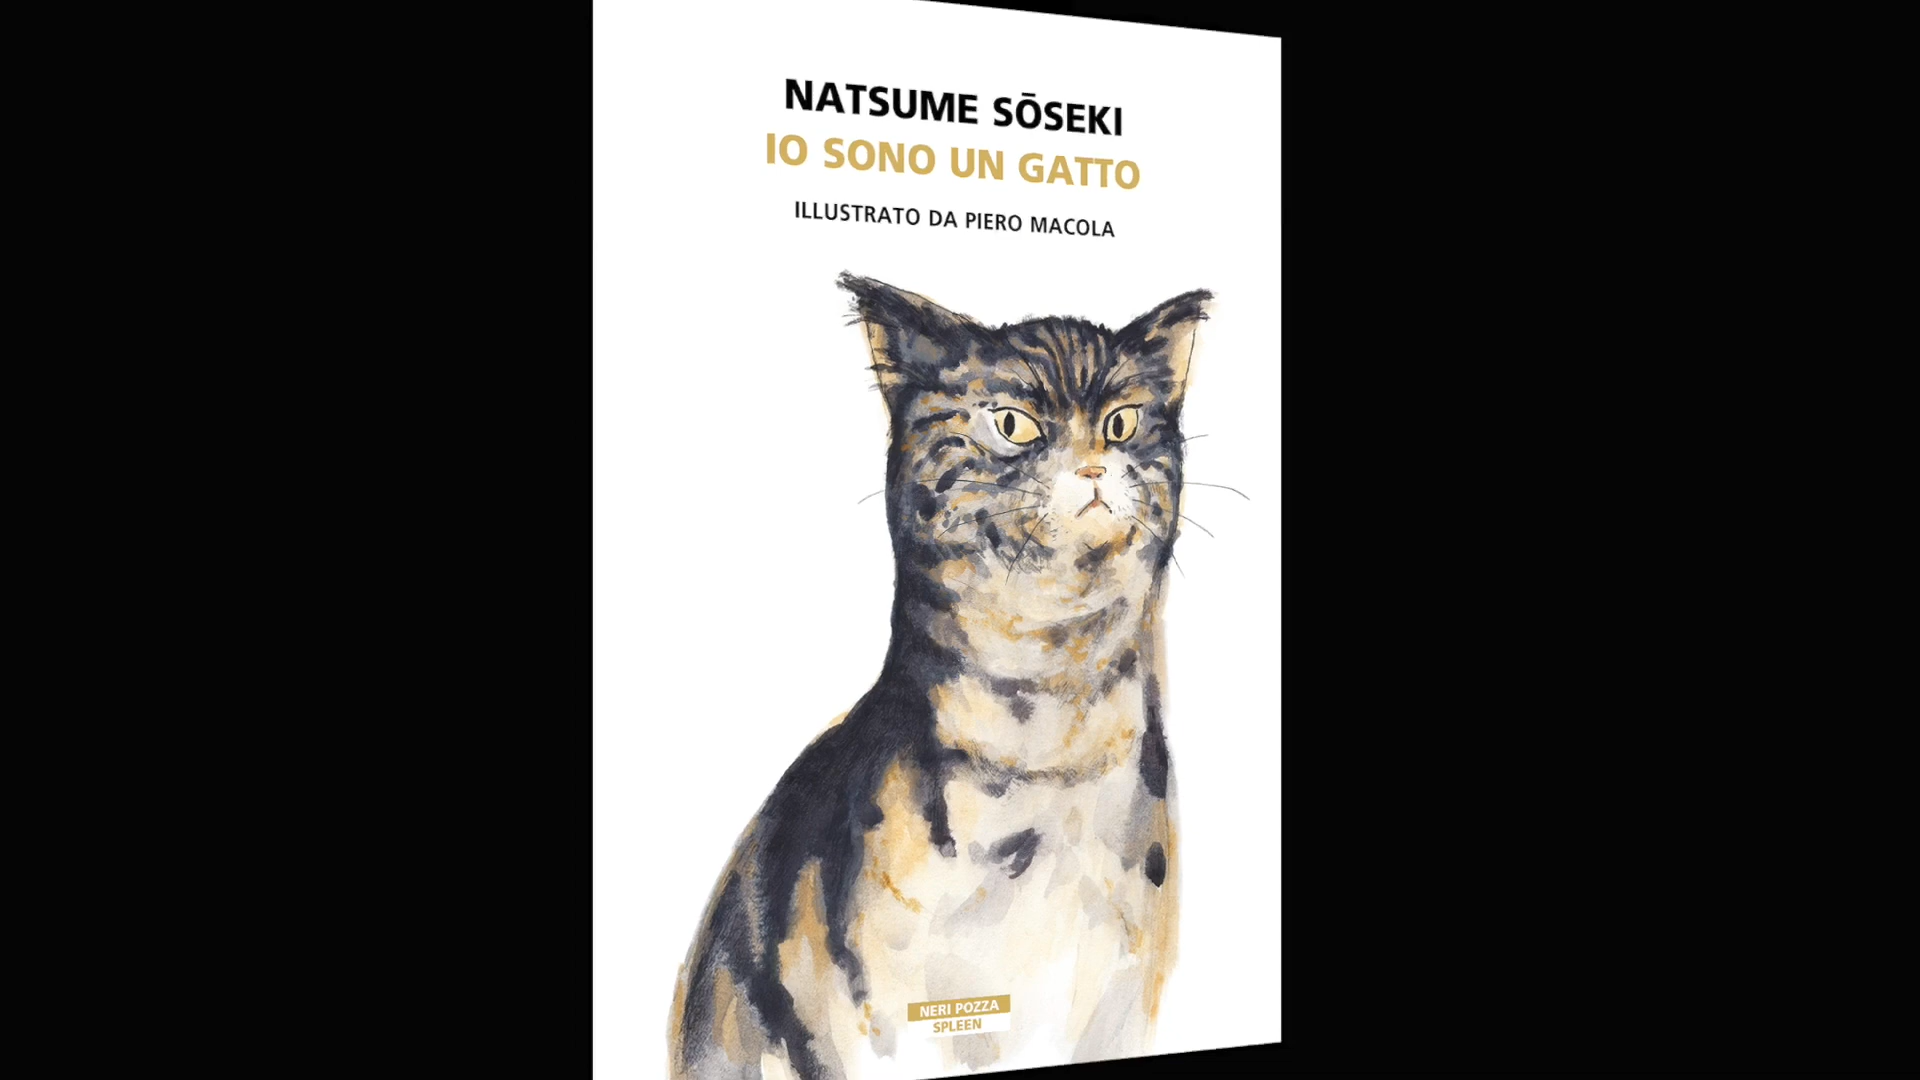 NATSUME SŌSEKI
IO SONO UN GATTO
ILLUSTRATO DA PIERO MACOLA
NERI POZZA
SPLEEN